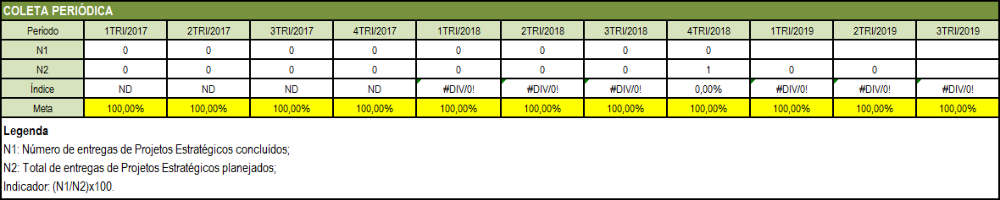 COLETA PERIÓDICA
Período 1TRI/2017 2TRI/2017 3TRI/2017 4TRI/2017 1TRI/2018 2TRI/2018 3TRI/2018 4TRI/2018 1TRI/2019 2TRI/2019 3TRI/2019
N1 0 0 0 0 0 0 0 0
N2 0 0 0 0 0 0 0 1 0 0
Índice ND ND ND ND #DIV/0! #DIV/0! #DIV/0! 0,00% #DIV/0! #DIV/0! #DIV/0!
Meta 100,00% 100,00% 100,00% 100,00% 100,00% 100,00% 100,00% 100,00% 100,00% 100,00% 100,00%
Legenda
N1: Número de entregas de Projetos Estratégicos concluídos;
N2: Total de entregas de Projetos Estratégicos planejados;
Indicador: (N1/N2)x100.